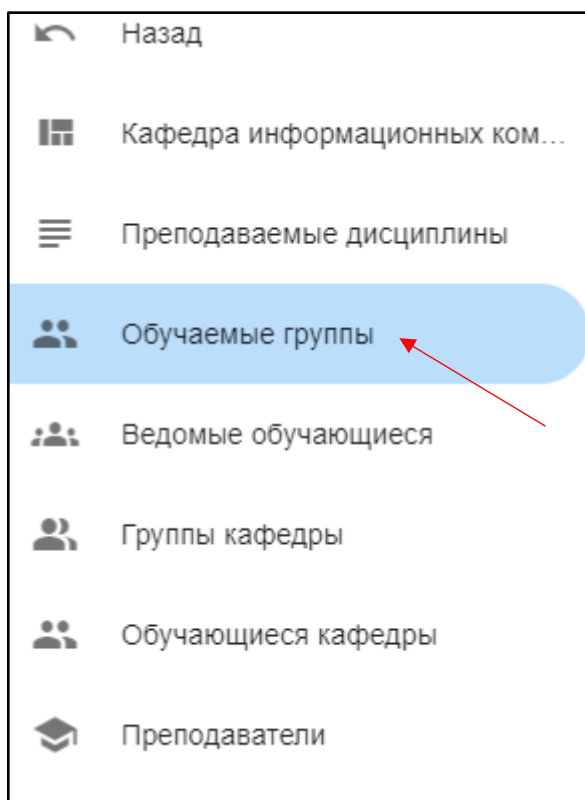 Назад
Кафедра информационных ком...
Преподаваемые дисциплины
Обучаемые группы
Ведомые обучающиеся
Группы кафедры
Обучающиеся кафедры
Преподаватели